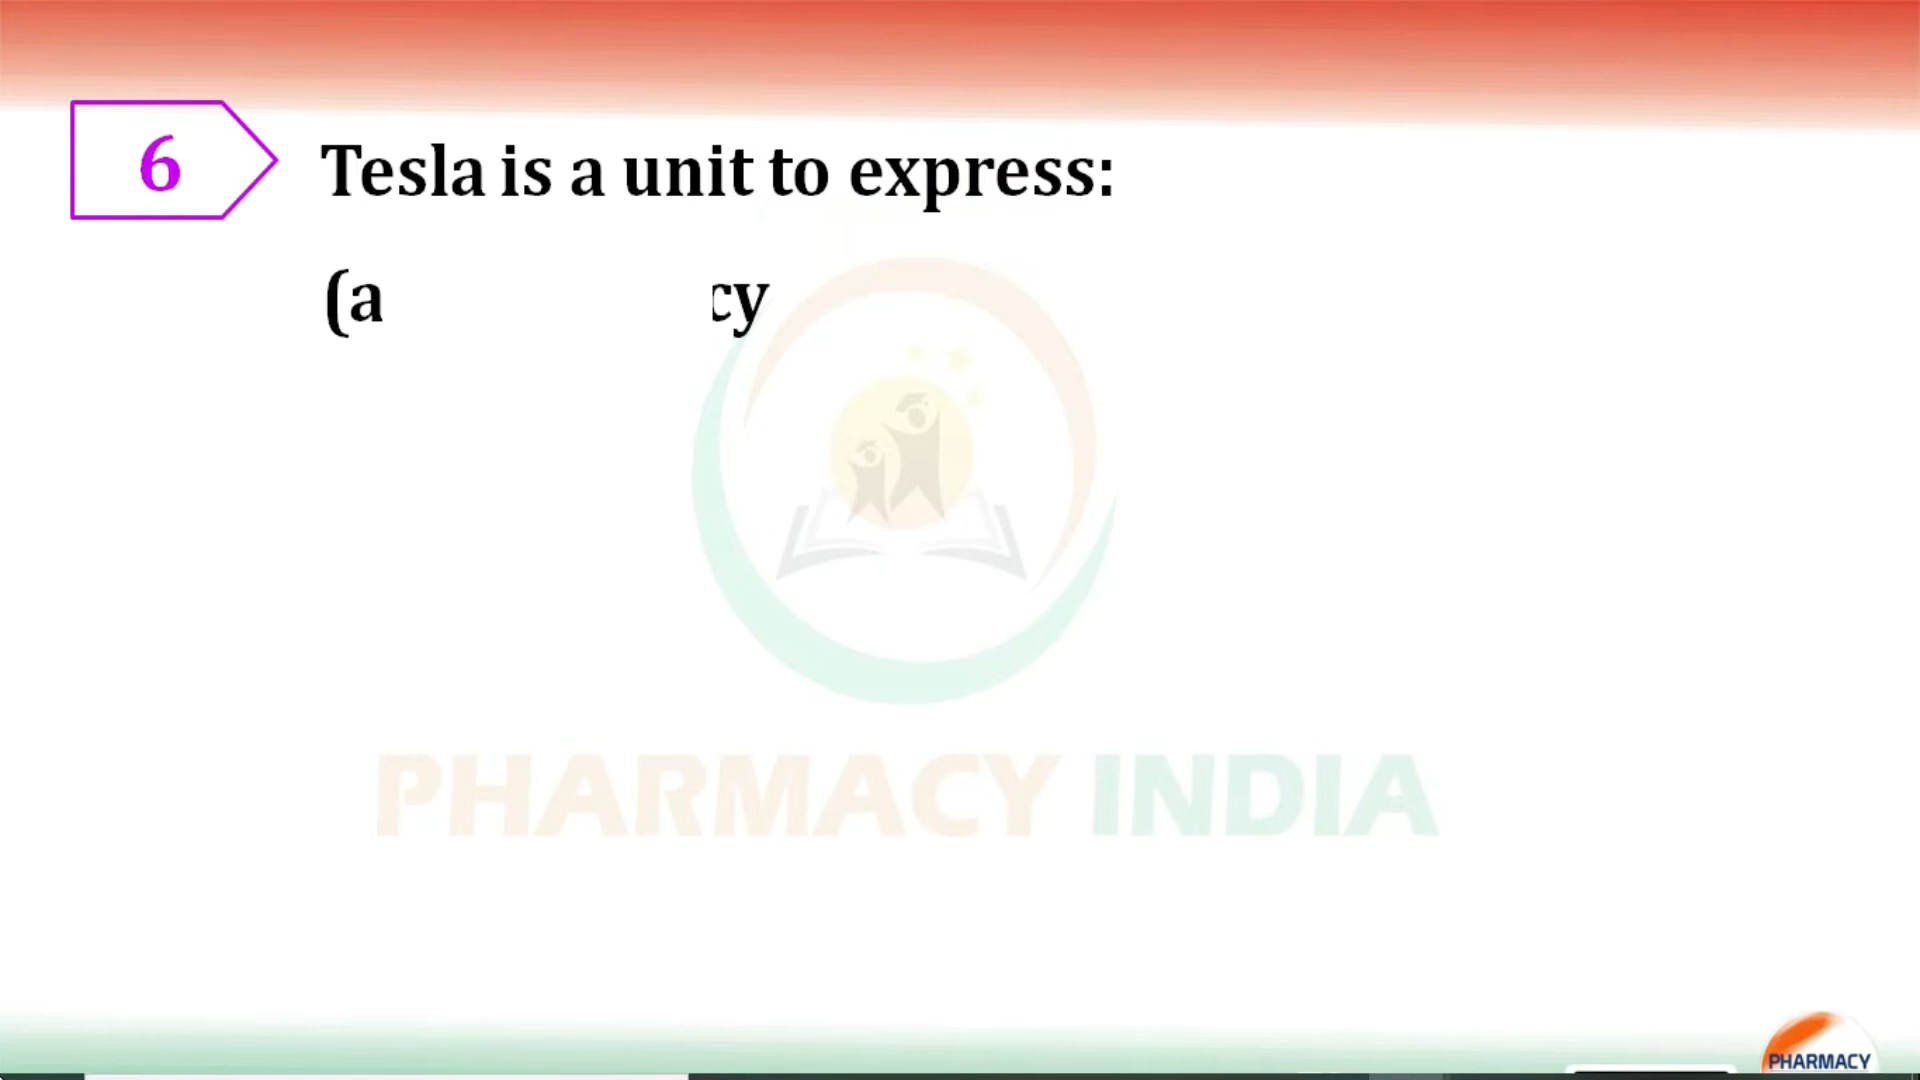 6
Tesla is a unit to express:
(a cy
PHARMACY INDIA
PHARMACY